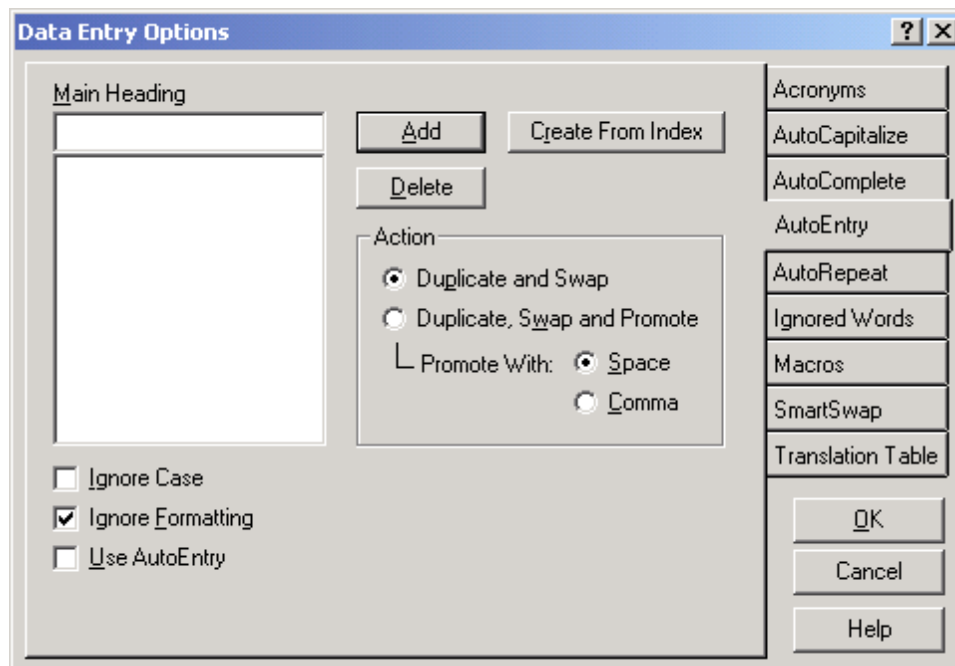 Data Entry Options
Main Heading
Add
Create From Index
Delete
Action
Duplicate and Swap
Duplicate, Swap and Promote
Promote With:
Space
Comma
Ignore Case
Ignore Formatting
Use AutoEntry
Acronyms
AutoCapitalize
AutoComplete
AutoEntry
AutoRepeat
Ignored Words
Macros
SmartSwap
Translation Table
OK
Cancel
Help